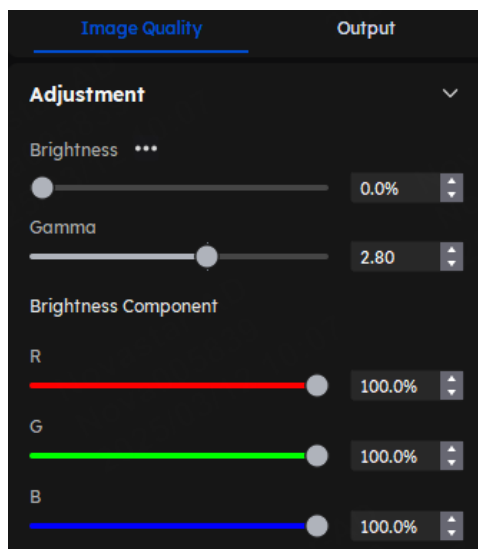 Image Quality Output
Adjustment
Brightness •••
0.0%
Gamma
2.80
Brightness Component
R
100.0%
G
100.0%
B
100.0%